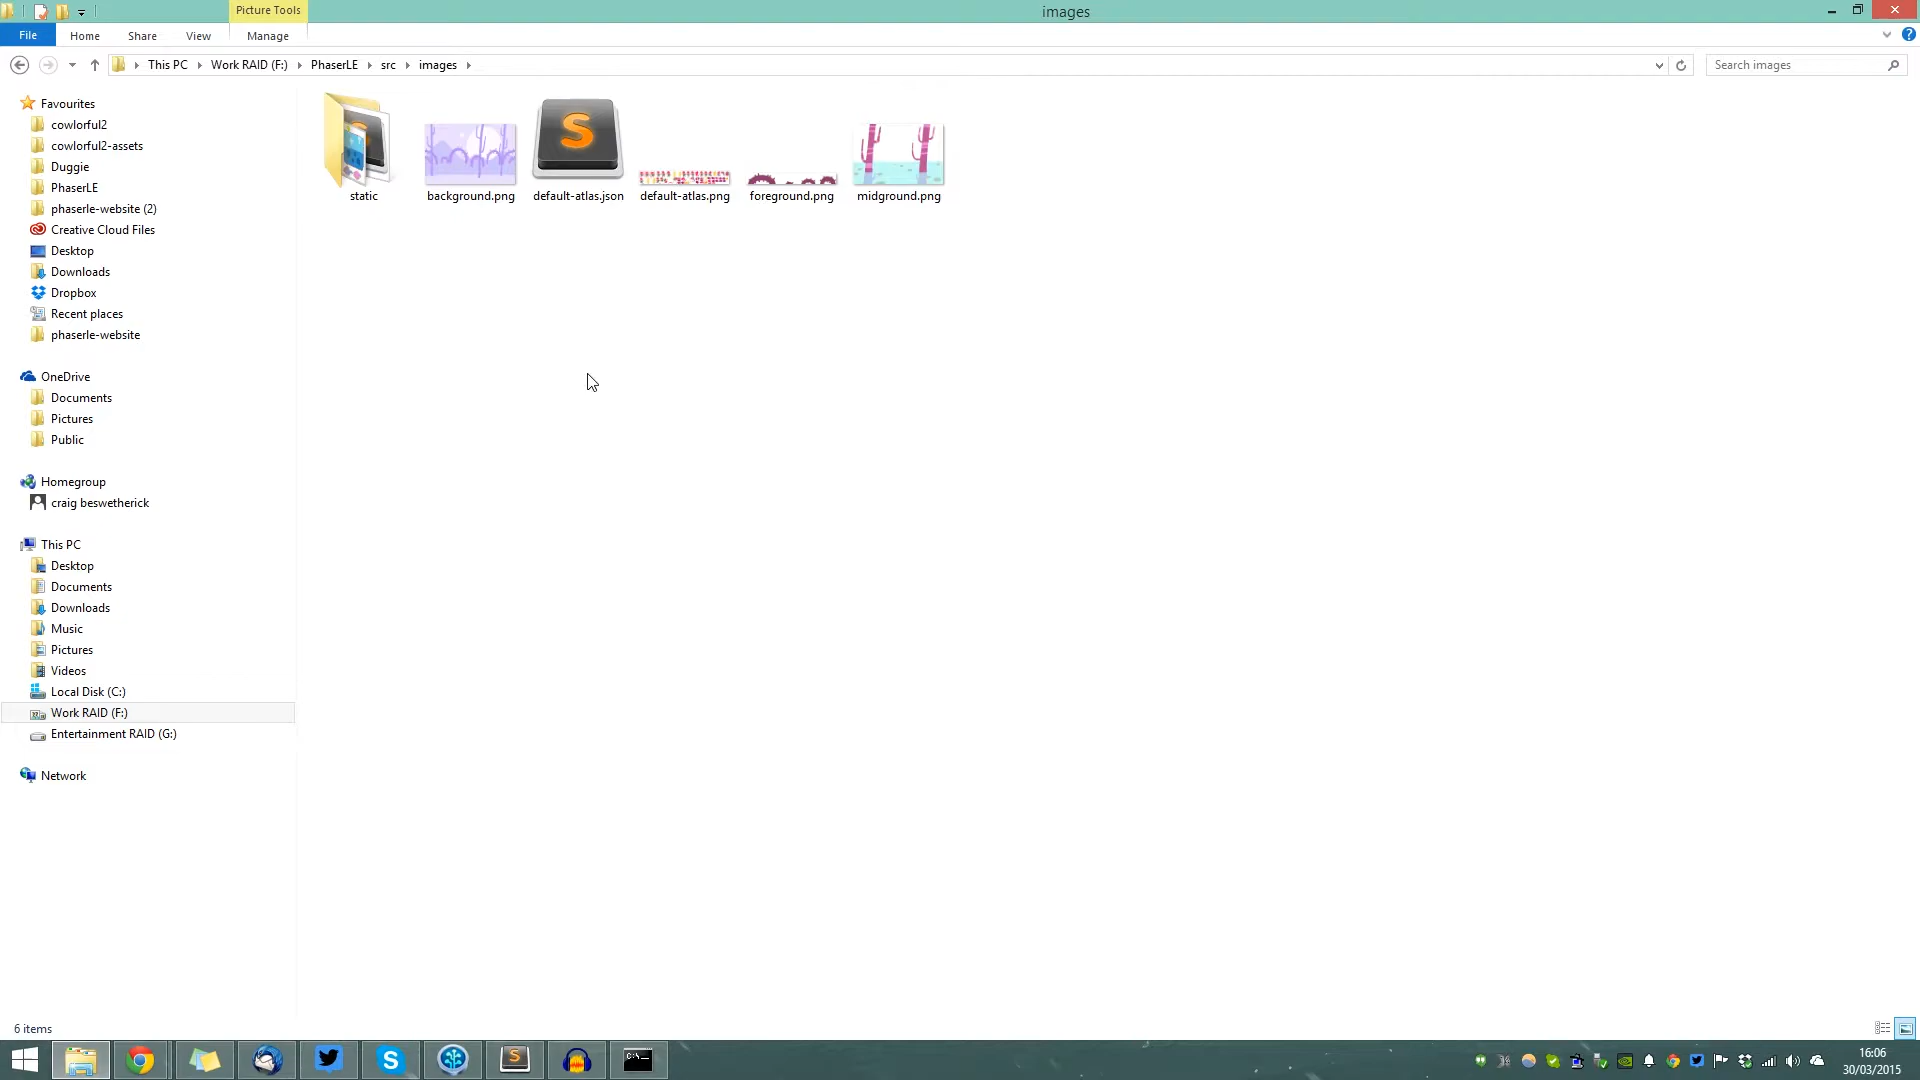 Picture Tools
images
File
Home
Share
View
Manage
This PC
Work RAID (F:)
PhaserLE
src
images
Search images
Favourites
cowlorful2
cowlorful2-assets
Duggie
PhaserLE
phaserle-website (2)
Creative Cloud Files
Desktop
Downloads
Dropbox
Recent places
phaserle-website
OneDrive
Documents
Pictures
Public
Homegroup
craig beswetherick
This PC
Desktop
Documents
Downloads
Music
Pictures
Videos
Local Disk (C:)
Work RAID (F:)
Entertainment RAID (G:)
Network
static
background.png
default-atlas.json
default-atlas.png
foreground.png
midground.png
6 items
16:06
30/03/2015